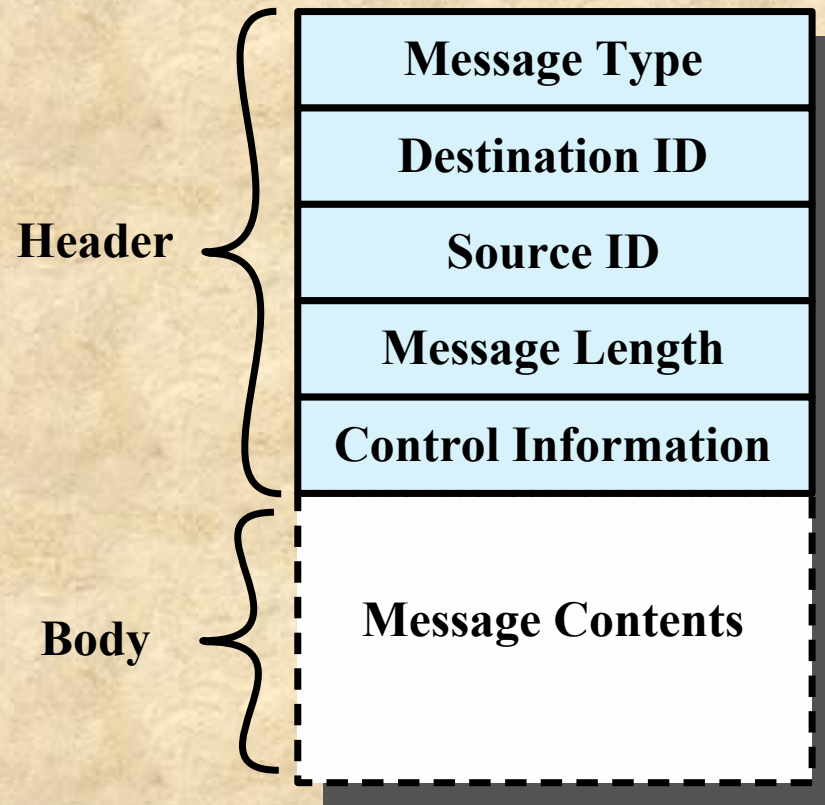 Message Type
Destination ID
Header
Source ID
Message Length
Control Information
Message Contents
Body